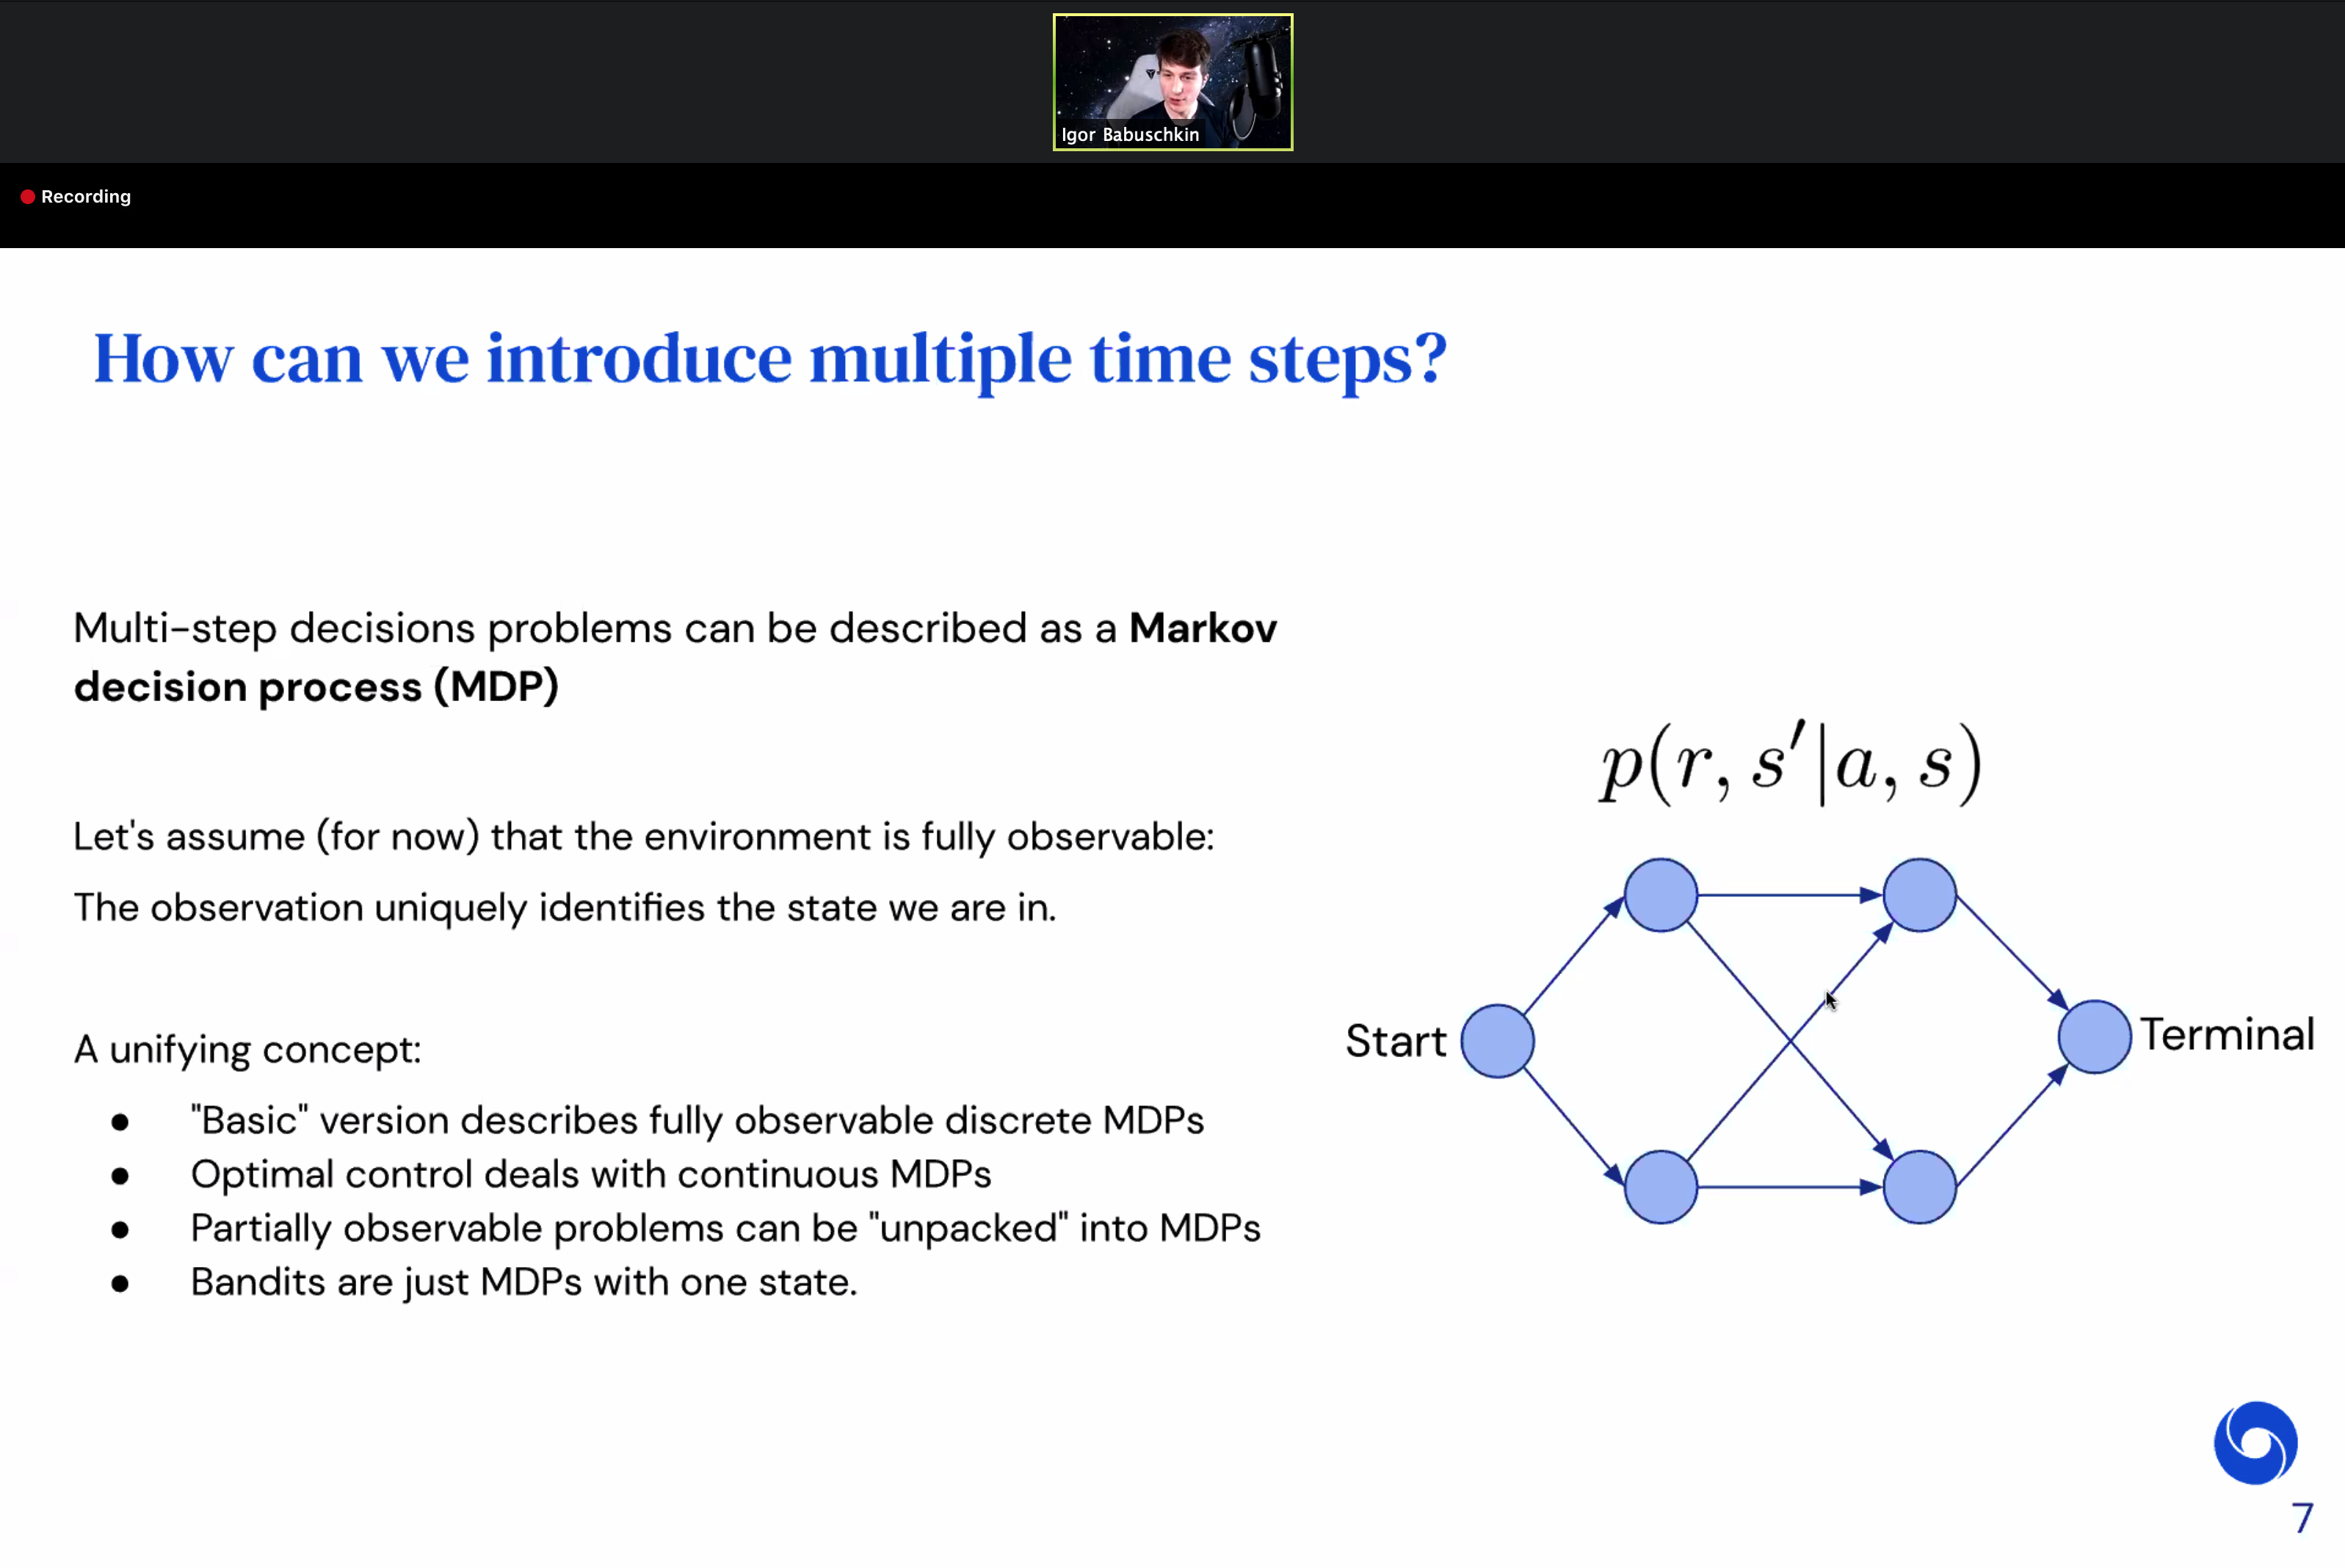 Igor Babuschkin
Recording
How can we introduce multiple time steps?
Multi-step decisions problems can be described as a Markov
decision process (MDP)
p(r, s′|a, s)
Let's assume (for now) that the environment is fully observable:
The observation uniquely identifies the state we are in.
Start
Terminal
A unifying concept:
● "Basic" version describes fully observable discrete MDPs
● Optimal control deals with continuous MDPs
● Partially observable problems can be "unpacked" into MDPs
● Bandits are just MDPs with one state.
7